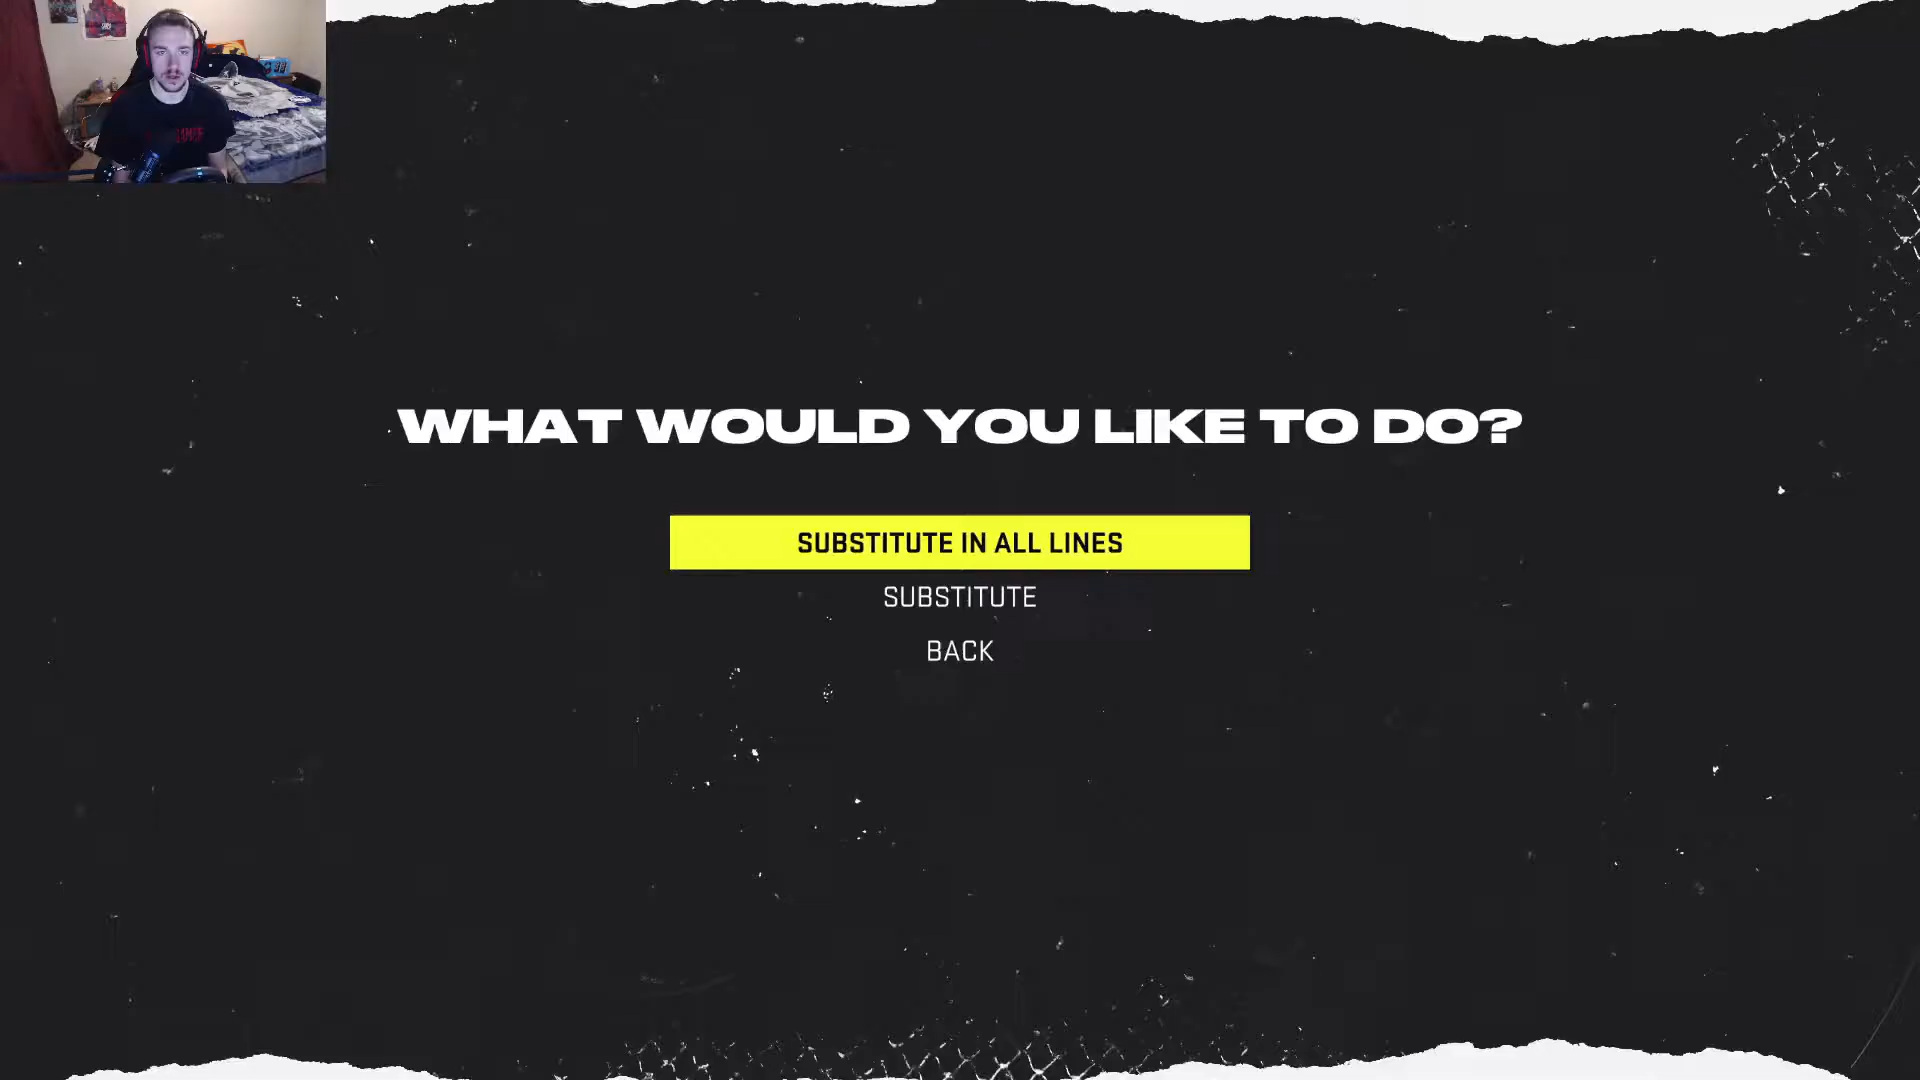 WHAT WOULD YOU LIKE TO DO?
SUBSTITUTE IN ALL LINES
SUBSTITUTE
BACK